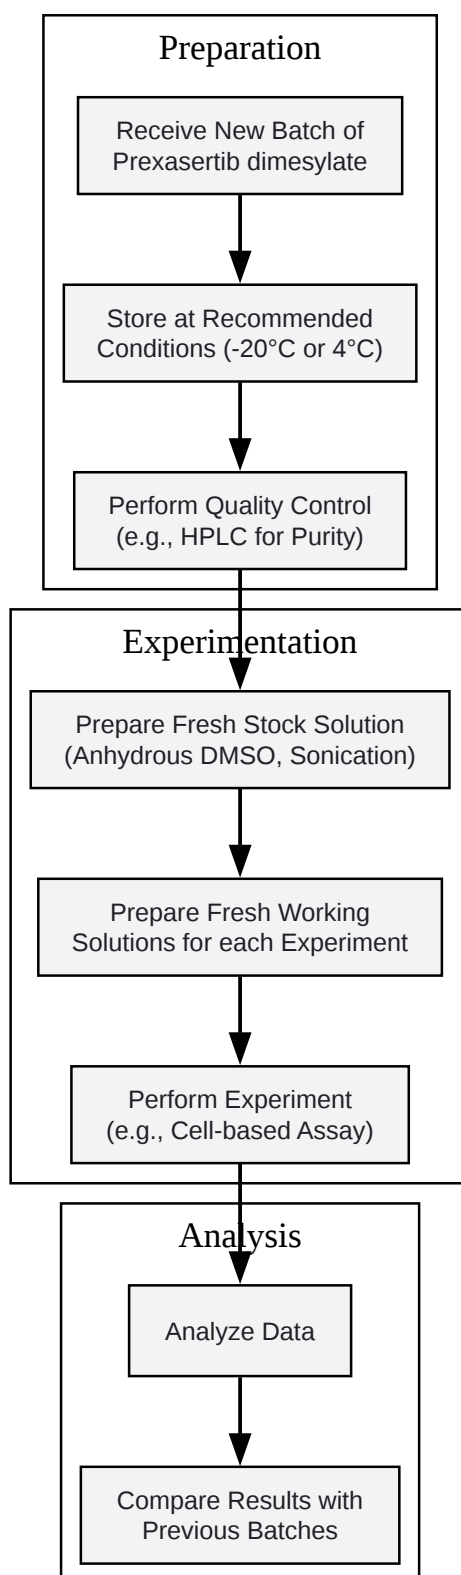 Preparation
Receive New Batch of
Prexasertib dimesylate
Store at Recommended
Conditions (-20°C or 4°C)
Perform Quality Control
(e.g., HPLC for Purity)
Experimentation
Prepare Fresh Stock Solution
(Anhydrous DMSO, Sonication)
Prepare Fresh Working
Solutions for each Experiment
Perform Experiment
(e.g., Cell-based Assay)
Analysis
Analyze Data
Compare Results with
Previous Batches